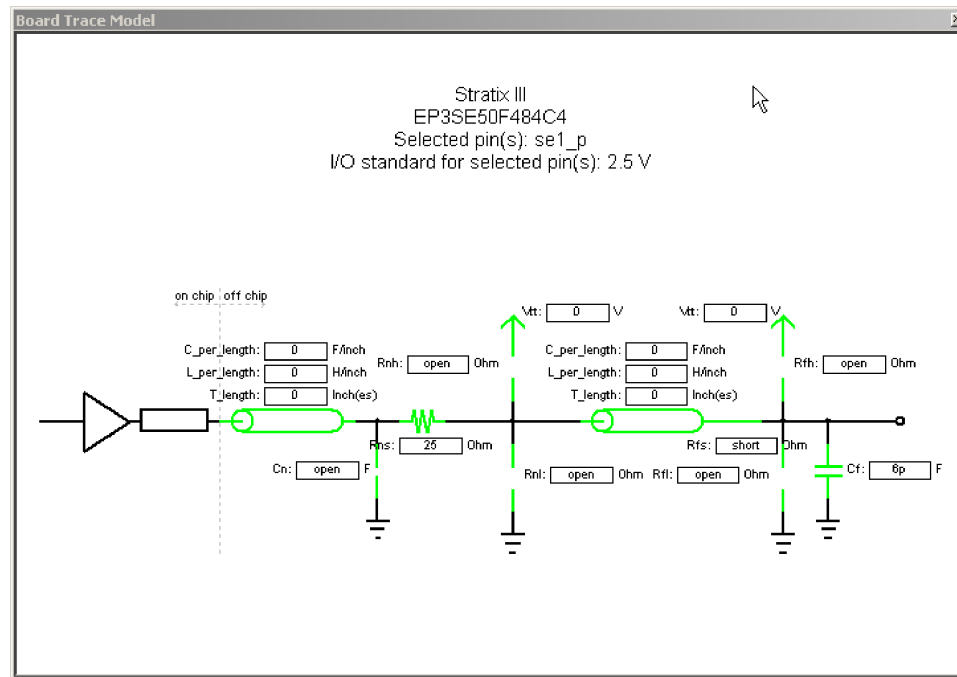 Board Trace Model
Stratix III
EP3SE50F484C4
Selected pin(s): se1_p
I/O standard for selected pin(s): 2.5 V
on chip off chip
Vtt: 0 V Vtt: 0 V
C_per_length: 0 F/inch
L_per_length: 0 H/inch
T_length: 0 Inch(es)
Rnh: open Ohm
C_per_length: 0 F/inch
L_per_length: 0 H/inch
T_length: 0 Inch(es)
Rfh: open Ohm
Rns: 25 Ohm
Rfs: short Ohm
Cn: open F
Rnl: open Ohm Rfl: open Ohm
Cf: 6p F